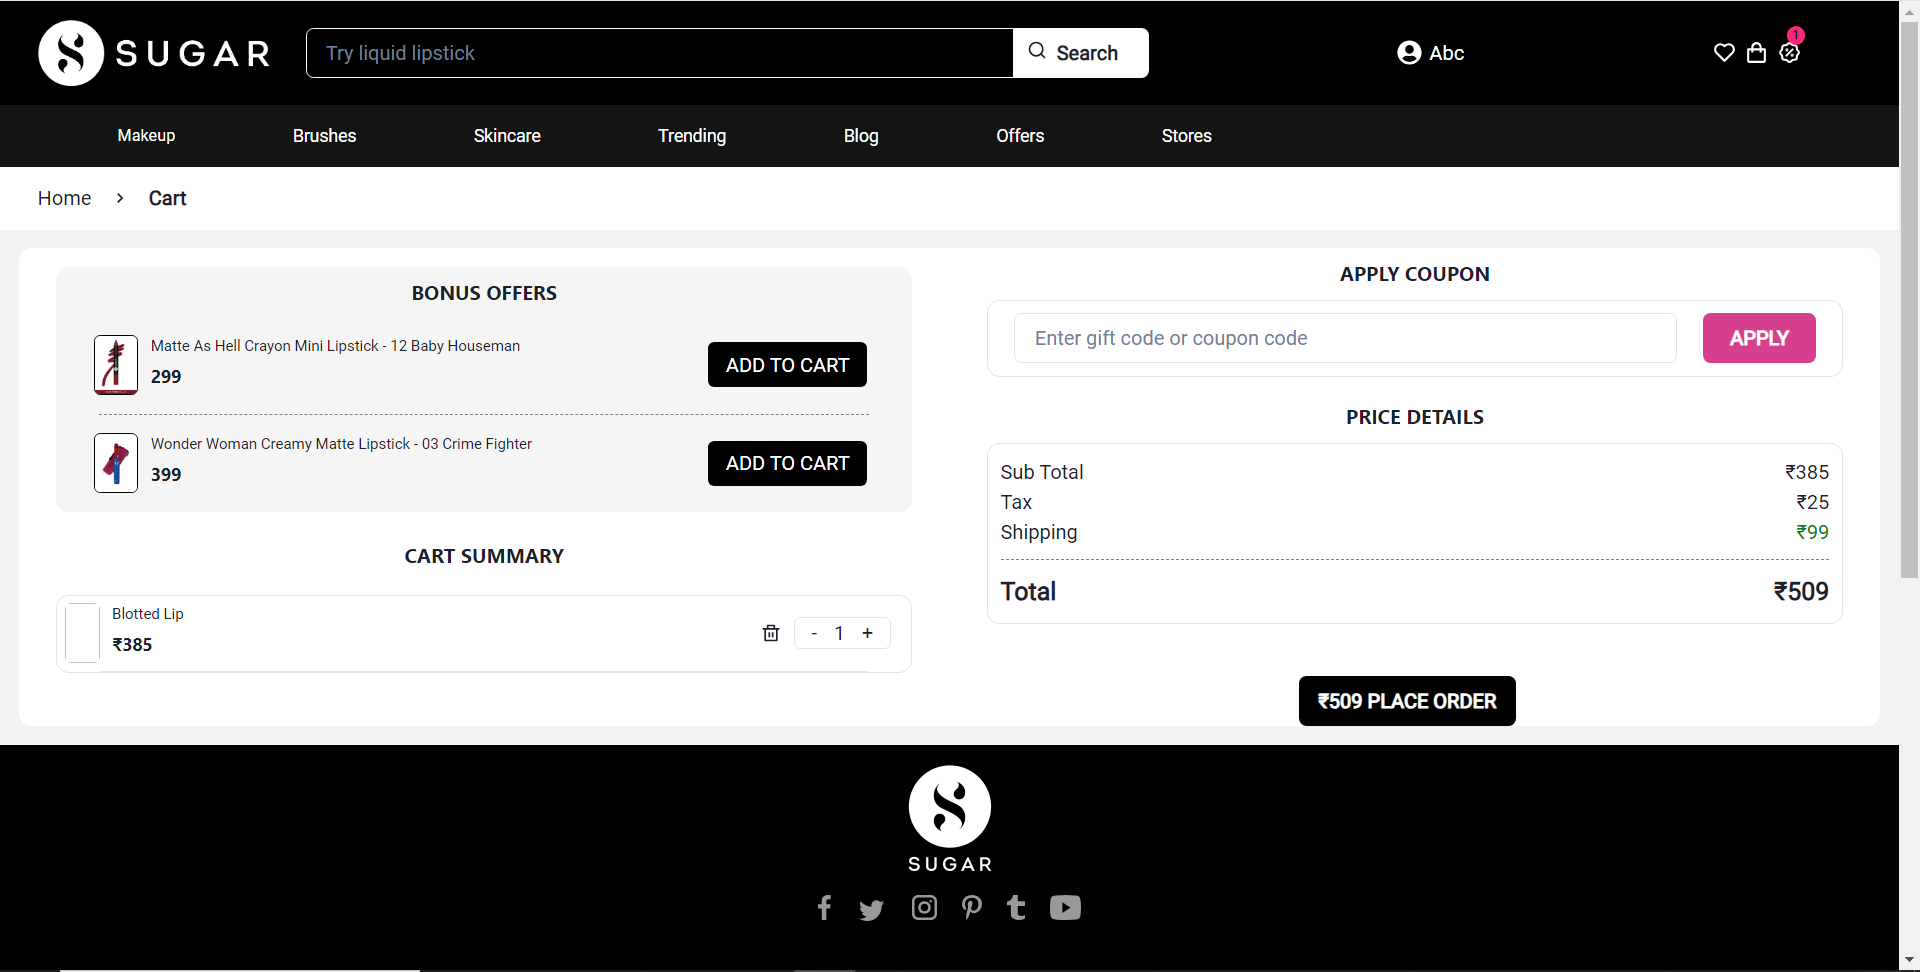 SUGAR
Try liquid lipstick
Search
Abc
1
Makeup
Brushes
Skincare
Trending
Blog
Offers
Stores
Home > Cart
BONUS OFFERS
Matte As Hell Crayon Mini Lipstick - 12 Baby Houseman
299
ADD TO CART
Wonder Woman Creamy Matte Lipstick - 03 Crime Fighter
399
ADD TO CART
CART SUMMARY
Blotted Lip
₹385
- 1 +
APPLY COUPON
Enter gift code or coupon code
APPLY
PRICE DETAILS
Sub Total ₹385
Tax ₹25
Shipping ₹99
Total ₹509
₹509 PLACE ORDER
SUGAR